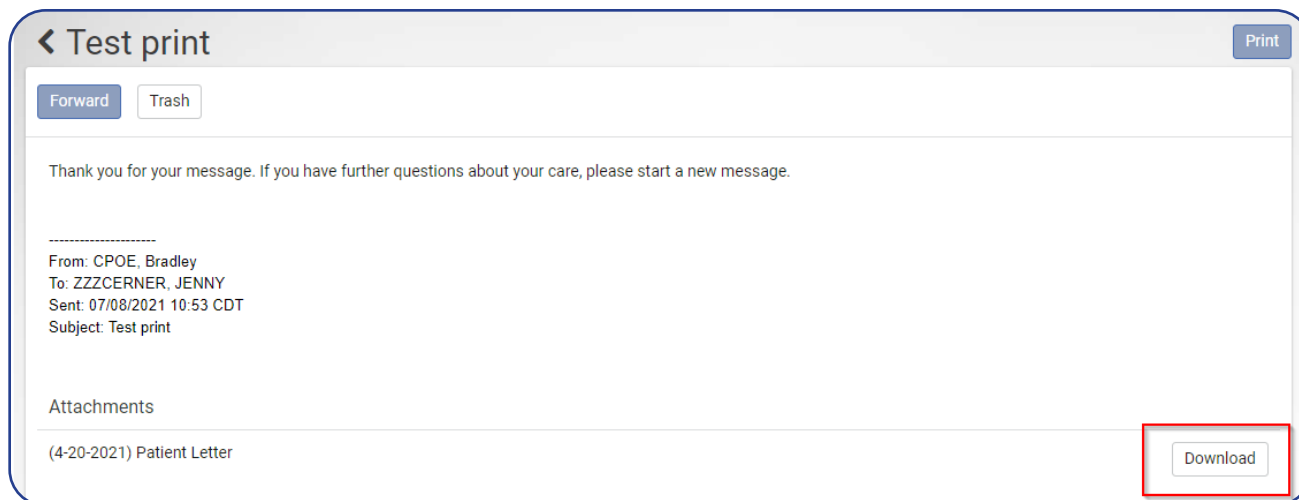 Test print
Print
Forward
Trash
Thank you for your message. If you have further questions about your care, please start a new message.
---------------------
From: CPOE, Bradley
To: ZZZCERNER, JENNY
Sent: 07/08/2021 10:53 CDT
Subject: Test print
Attachments
(4-20-2021) Patient Letter
Download